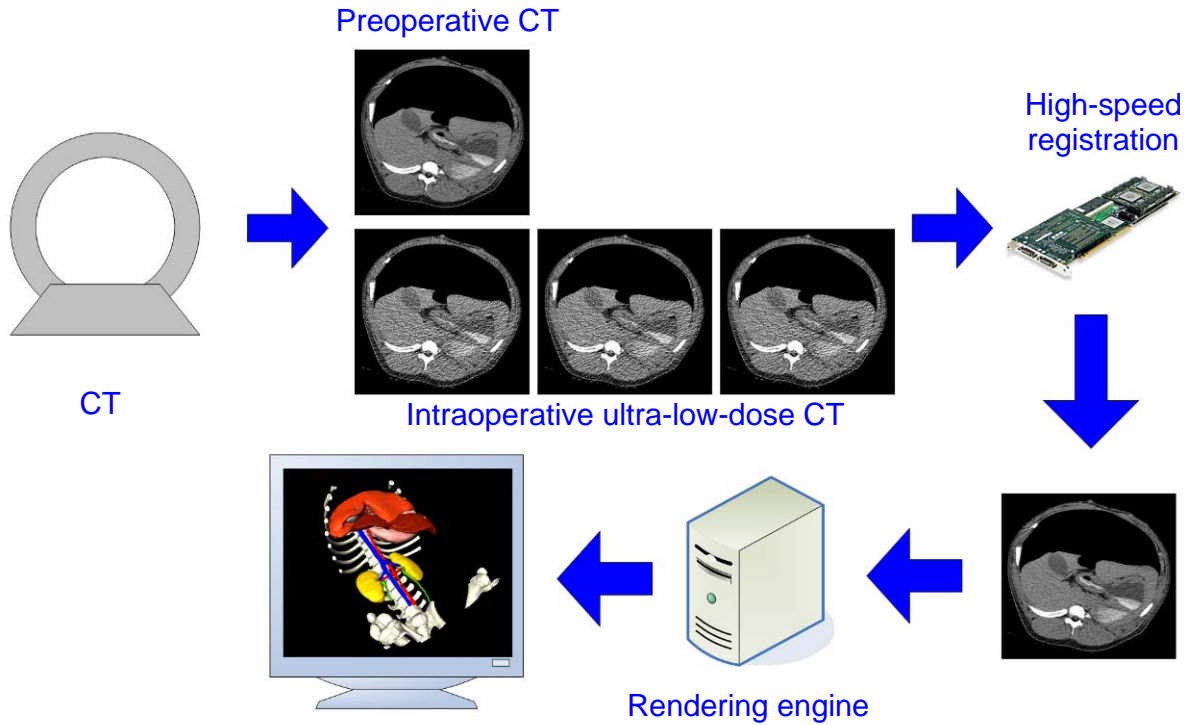 Preoperative CT
High-speed
registration
CT
Intraoperative ultra-low-dose CT
Rendering engine